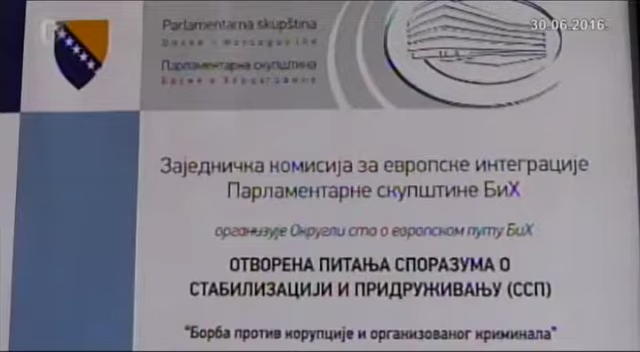 30.06.2016.
Parlamentarna skupština
Bosne i Hercegovine
Парламентарна скупштина
Босне и Херцеговине
Заједничка комисија за европске интеграције
Парламентарне скупштине БиХ
организује Округли сто о европском путу БиХ
ОТВОРЕНА ПИТАЊА СПОРАЗУМА О
СТАБИЛИЗАЦИЈИ И ПРИДРУЖИВАЊУ (ССП)
"Борба против корупције и организованог криминала"